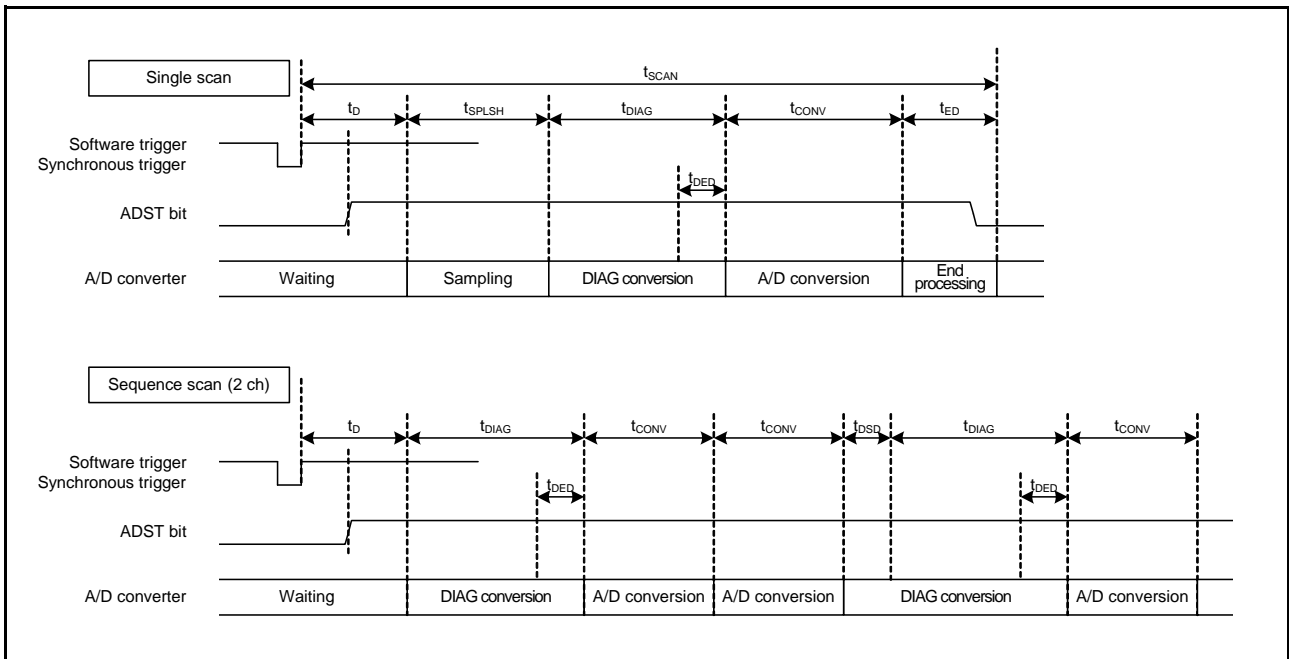 Single scan
tSCAN
tD tSPLSH tDIAG tCONV tED
Software trigger
Synchronous trigger
tDED
ADST bit
A/D converter Waiting Sampling DIAG conversion A/D conversion End processing
Sequence scan (2 ch)
tD tDIAG tCONV tCONV tDSD tDIAG tCONV
Software trigger
Synchronous trigger
tDED tDED
ADST bit
A/D converter Waiting DIAG conversion A/D conversion A/D conversion DIAG conversion A/D conversion